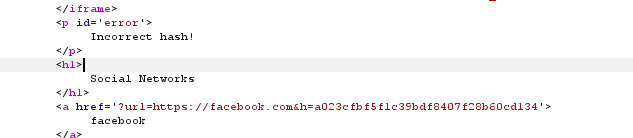 </iframe>
<p id='error'>
Incorrect hash!
</p>
<h1>
Social Networks
</h1>
<a href='?url=https://facebook.com&h=a023cfbf5f1c39bdf8407f28b60cd134'>
facebook
</a>